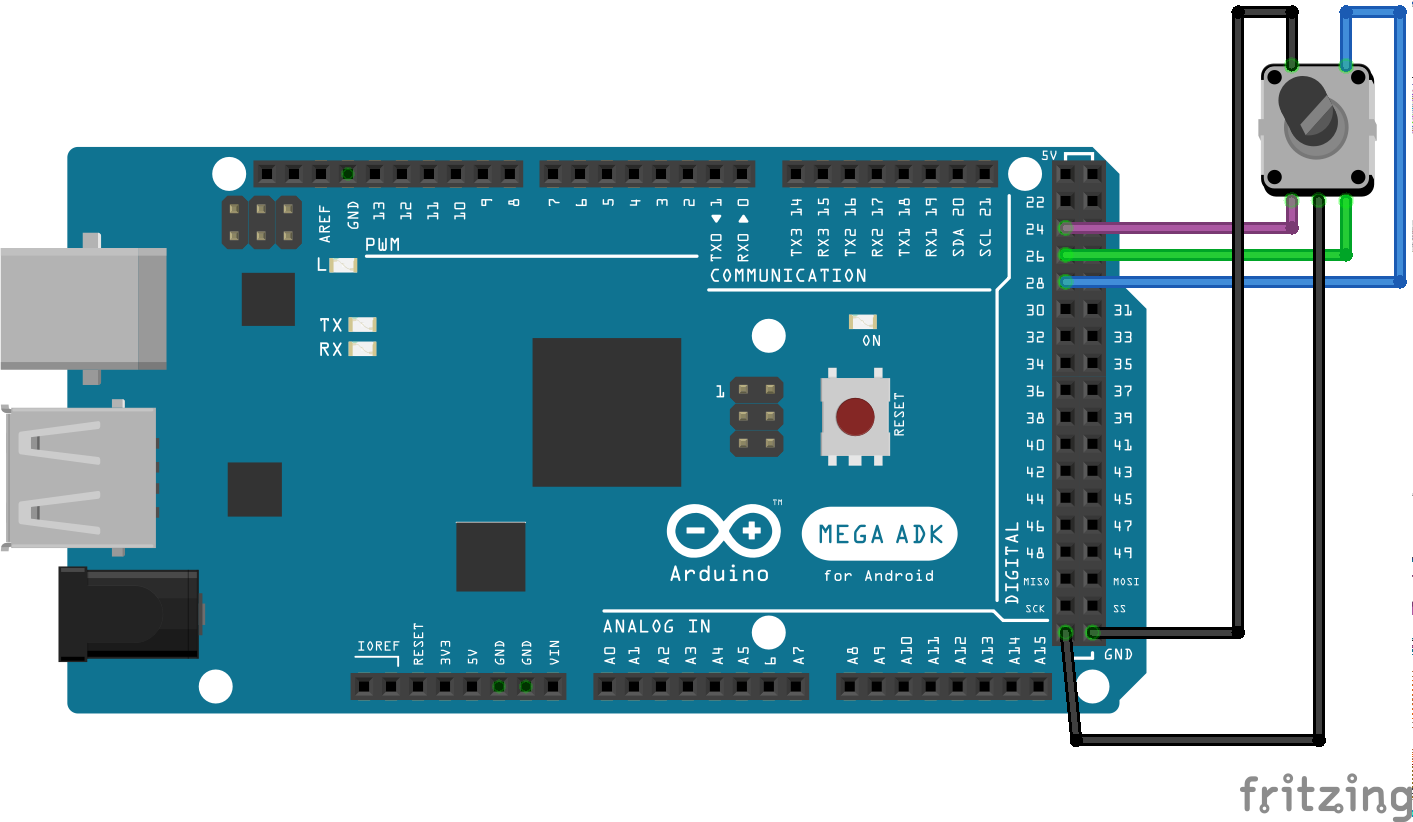 5V
AREF
GND
13
12
11
10
9
8
7
6
5
4
3
2
TX0 ◄ 1
RX0 ► 0
TX3 14
RX3 15
TX2 16
RX2 17
TX1 18
RX1 19
SDA 20
SCL 21
22
24
26
28
PWM
L
COMMUNICATION
TX
RX
ON
30 31
32 33
34 35
36 37
38 39
40 41
42 43
44 45
46 47
48 49
MISO MOSI
SCK SS
GND
1
RESET
DIGITAL
TM
MEGA ADK
Arduino
for Android
ANALOG IN
IOREF
RESET
3V3
5V
GND
GND
VIN
A0
A1
A2
A3
A4
A5
6
A7
A8
A9
A10
A11
A12
A13
A14
A15
fritzing